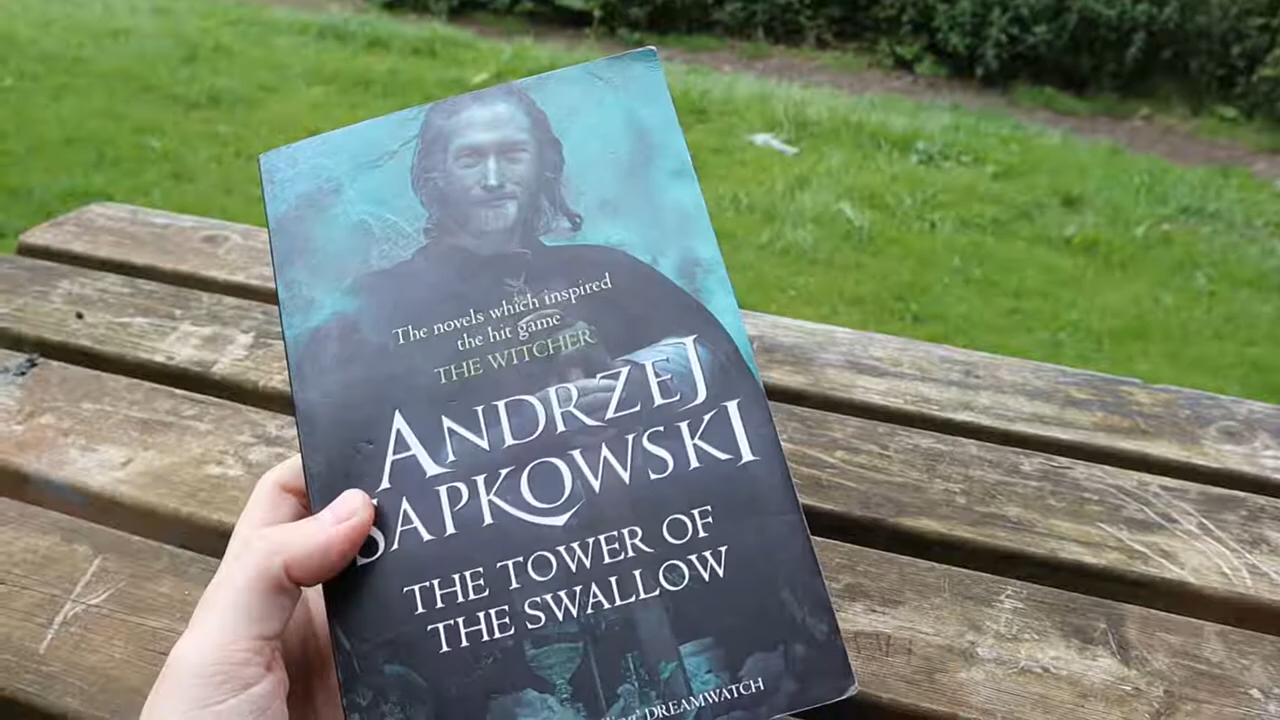 The novels which inspired
the hit game
THE WITCHER
ANDRZEJ
SAPKOWSKI
THE TOWER OF
THE SWALLOW
DREAMWATCH